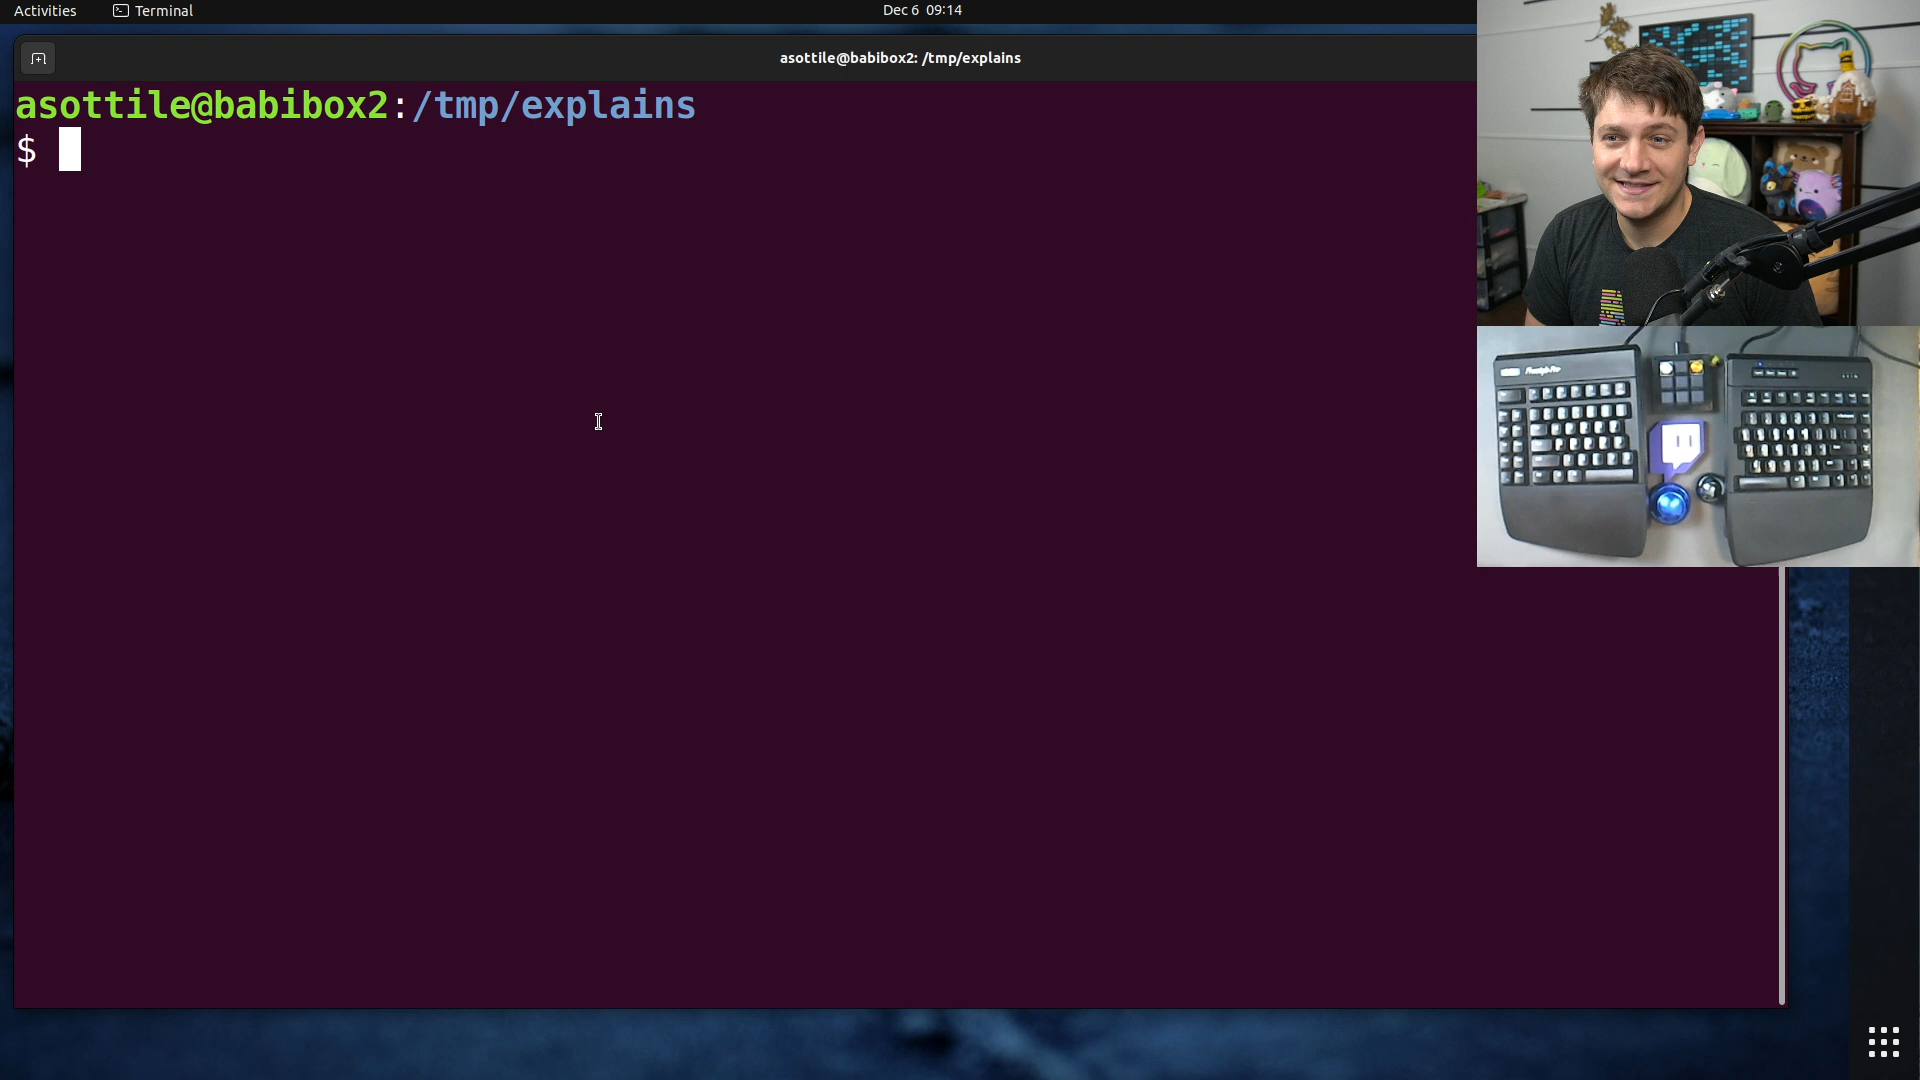 Activities
Terminal
Dec 6 09:14
asottile@babibox2: /tmp/explains
asottile@babibox2:/tmp/explains
$